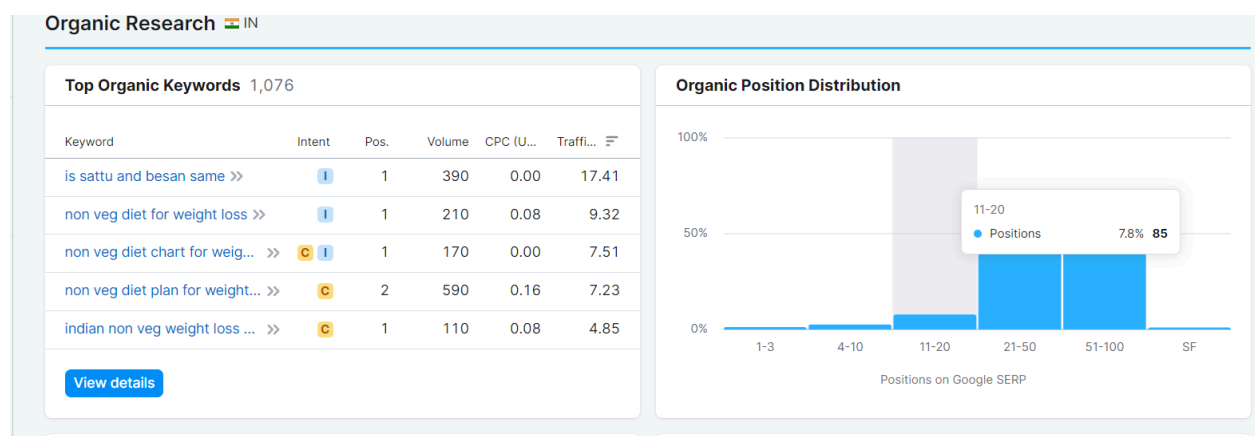 Organic Research IN
Top Organic Keywords 1,076
Keyword Intent Pos. Volume CPC (U... Traffi...
is sattu and besan same I 1 390 0.00 17.41
non veg diet for weight loss I 1 210 0.08 9.32
non veg diet chart for weig... C I 1 170 0.00 7.51
non veg diet plan for weight... C 2 590 0.16 7.23
indian non veg weight loss ... C 1 110 0.08 4.85
View details
Organic Position Distribution
100%
50%
0%
11-20
Positions 7.8% 85
1-3 4-10 11-20 21-50 51-100 SF
Positions on Google SERP